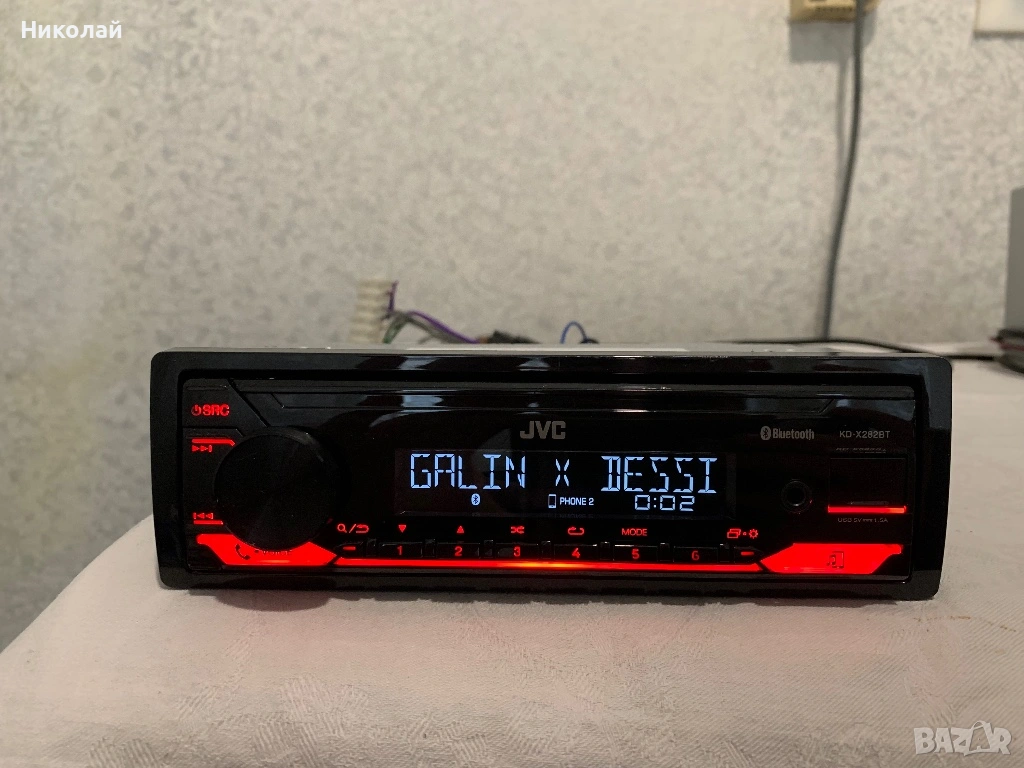 Николай
SRC
JVC
Bluetooth
KD-X282BT
GALIN X DESSI
PHONE 2
0:02
USB 5V 1.5A
MODE
1 2 3 4 5 6
BAZAR